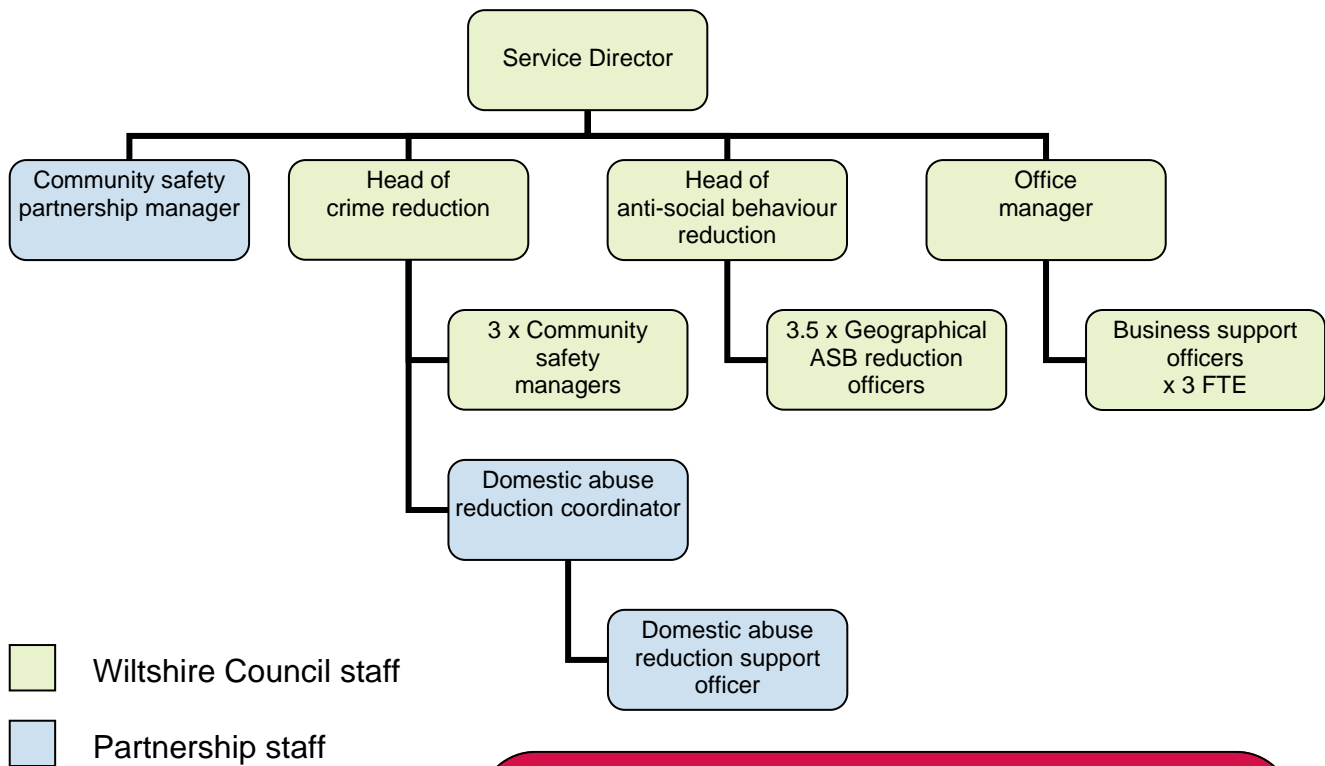 Service Director
Community safety
partnership manager
Head of
crime reduction
Head of
anti-social behaviour
reduction
Office
manager
3 x Community
safety
managers
3.5 x Geographical
ASB reduction
officers
Business support
officers
x 3 FTE
Domestic abuse
reduction coordinator
Domestic abuse
reduction support
officer
Wiltshire Council staff
Partnership staff